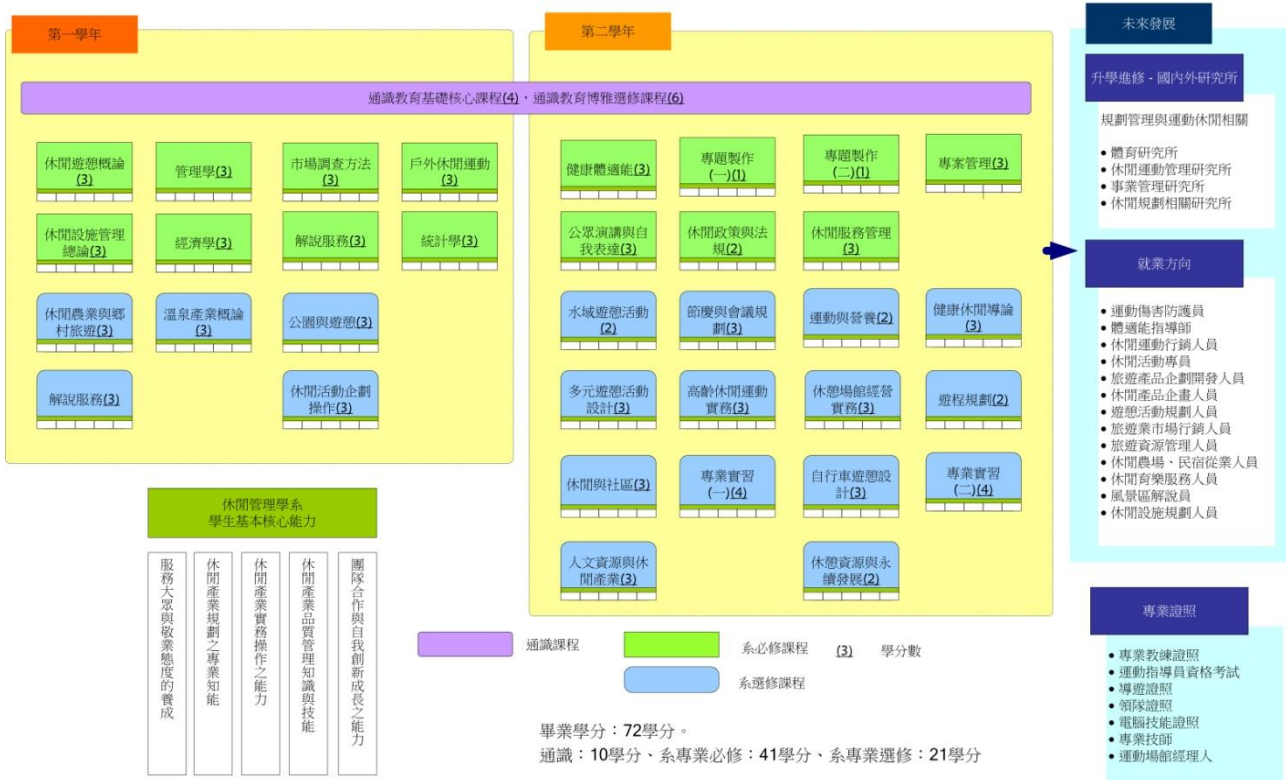 第一學年
第二學年
未來發展
通識教育基礎核心課程(4)，通識教育博雅選修課程(6)
休閒遊憩概論
(3)
管理學(3)
市場調查方法
(3)
戶外休閒運動
(3)
休閒設施管理
總論(3)
經濟學(3)
解說服務(3)
統計學(3)
休閒農業與鄉
村旅遊(3)
溫泉產業概論
(3)
公園與遊憩(3)
解說服務(3)
休閒活動企劃
操作(3)
健康體適能(3)
專題製作
(一)(1)
專題製作
(二)(1)
專案管理(3)
公眾演講與自
我表達(3)
休閒政策與法
規(2)
休閒服務管理
(3)
水域遊憩活動
(2)
節慶與會議規
劃(3)
運動與營養(2)
健康休閒導論
(3)
多元遊憩活動
設計(3)
高齡休閒運動
實務(3)
休憩場館經營
實務(3)
遊程規劃(2)
休閒與社區(3)
專業實習
(一)(4)
自行車遊憩設
計(3)
專業實習
(二)(4)
人文資源與休
閒產業(3)
休憩資源與永
續發展(2)
升學進修 - 國內外研究所
規劃管理與運動休閒相關
• 體育研究所
• 休閒運動管理研究所
• 事業管理研究所
• 休閒規劃相關研究所
就業方向
• 運動傷害防護員
• 體適能指導師
• 休閒運動行銷人員
• 休閒活動專員
• 旅遊產品企劃開發人員
• 休閒產品企畫人員
• 遊憩活動規劃人員
• 旅遊業市場行銷人員
• 旅遊資源管理人員
• 休閒農場、民宿從業人員
• 休閒育樂服務人員
• 風景區解說員
• 休閒設施規劃人員
專業證照
• 專業教練證照
• 運動指導員資格考試
• 導遊證照
• 領隊證照
• 電腦技能證照
• 專業技師
• 運動場館經理人
休閒管理學系
學生基本核心能力
服務大眾與敬業態度的養成
休閒產業規劃之專業知能
休閒產業實務操作之能力
休閒產業品質管理知識與技能
團隊合作與自我創新成長之能力
通識課程
系必修課程
(3) 學分數
系選修課程
畢業學分：72學分。
通識：10學分、系專業必修：41學分、系專業選修：21學分